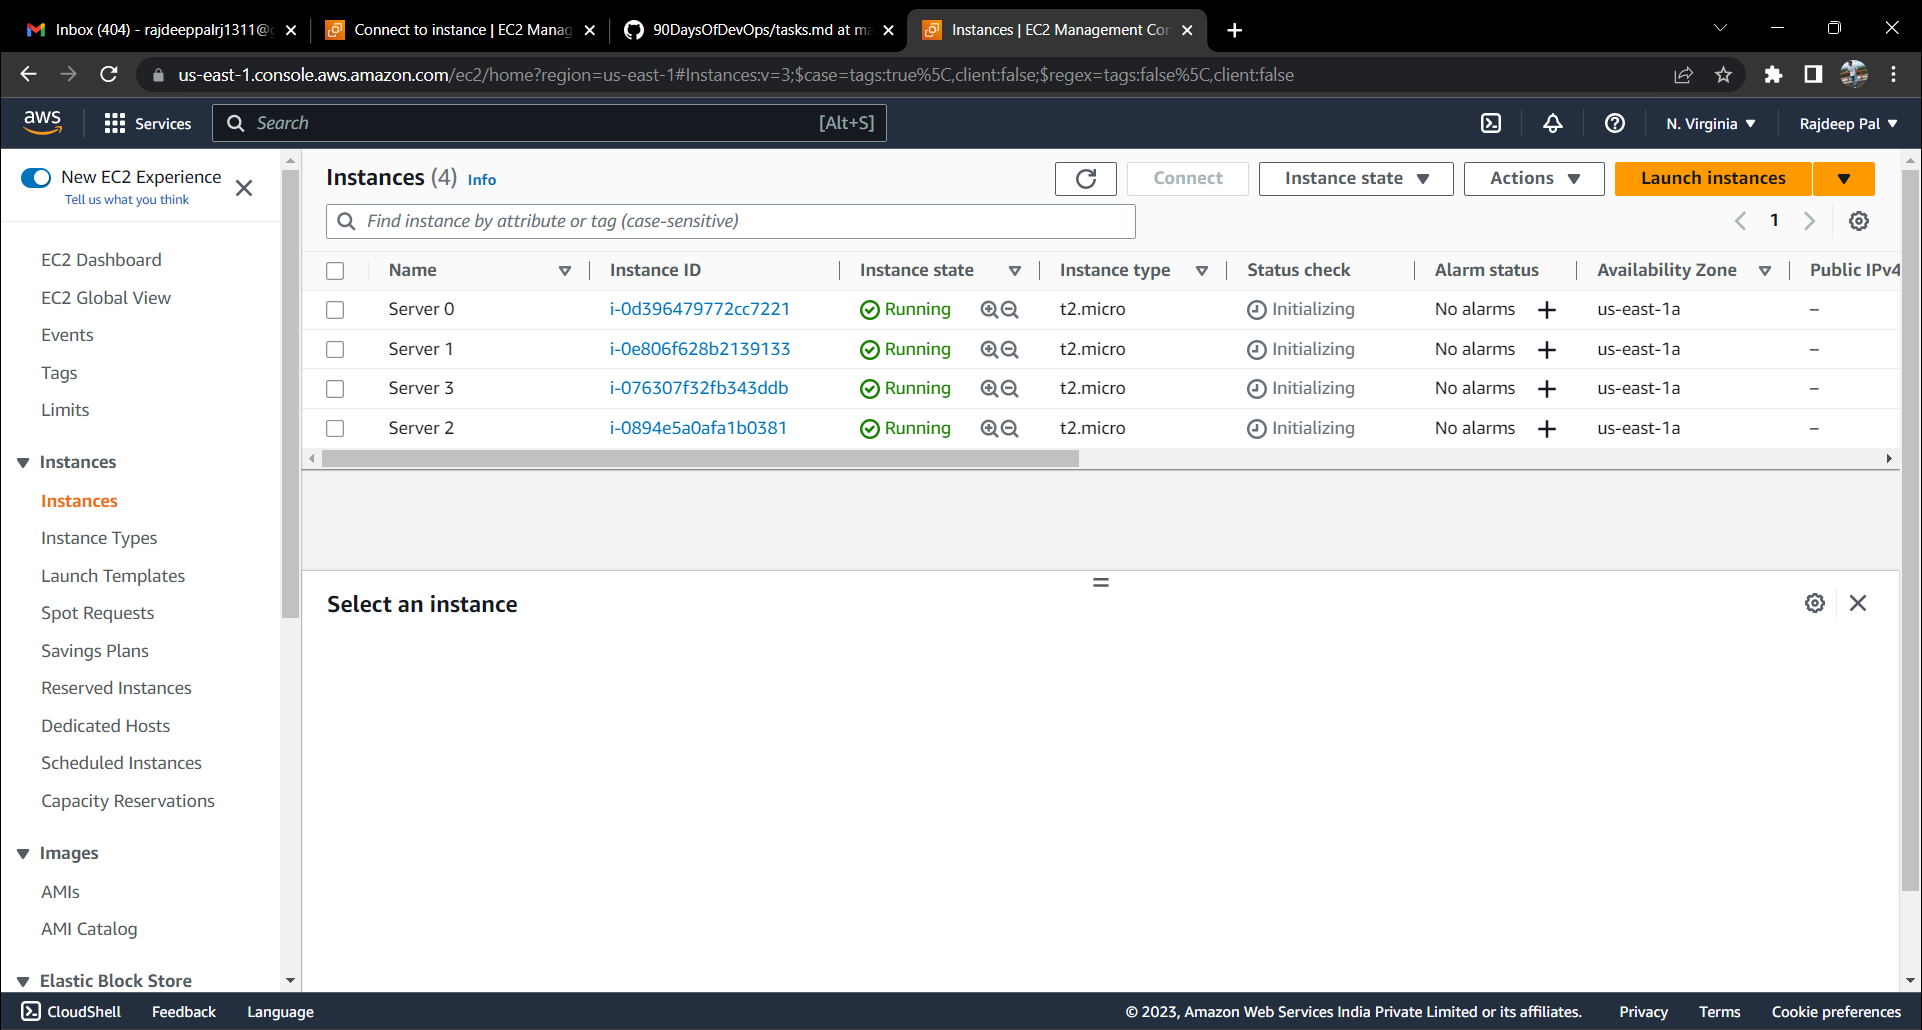 Inbox (404) - rajdeeppalrj1311@g
Connect to instance | EC2 Manag
90DaysOfDevOps/tasks.md at ma
Instances | EC2 Management Con
us-east-1.console.aws.amazon.com/ec2/home?region=us-east-1#Instances:v=3;$case=tags:true%5C,client:false;$regex=tags:false%5C,client:false
aws Services Search [Alt+S] N. Virginia Rajdeep Pal
New EC2 Experience
Tell us what you think
EC2 Dashboard
EC2 Global View
Events
Tags
Limits
Instances
Instances
Instance Types
Launch Templates
Spot Requests
Savings Plans
Reserved Instances
Dedicated Hosts
Scheduled Instances
Capacity Reservations
Images
AMIs
AMI Catalog
Elastic Block Store
Instances (4) Info Connect Instance state Actions Launch instances
Find instance by attribute or tag (case-sensitive) 1
Name Instance ID Instance state Instance type Status check Alarm status Availability Zone Public IPv4
Server 0 i-0d396479772cc7221 Running t2.micro Initializing No alarms + us-east-1a –
Server 1 i-0e806f628b2139133 Running t2.micro Initializing No alarms + us-east-1a –
Server 3 i-076307f32fb343ddb Running t2.micro Initializing No alarms + us-east-1a –
Server 2 i-0894e5a0afa1b0381 Running t2.micro Initializing No alarms + us-east-1a –
Select an instance
CloudShell Feedback Language © 2023, Amazon Web Services India Private Limited or its affiliates. Privacy Terms Cookie preferences